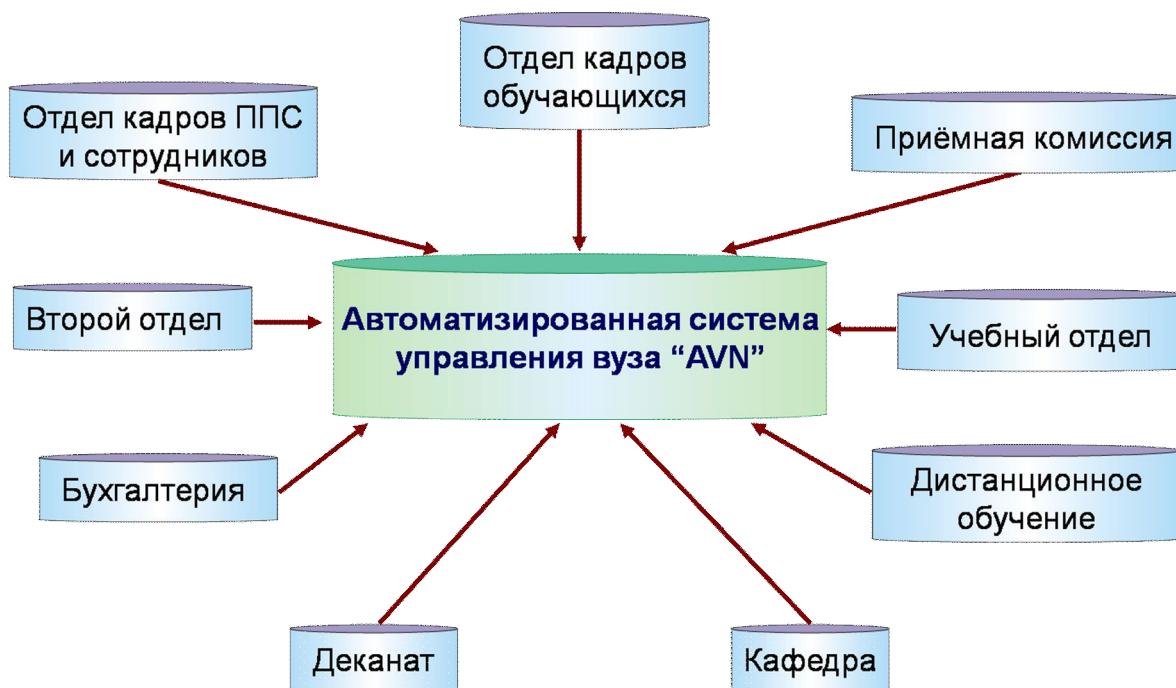 Отдел кадров
обучающихся
Отдел кадров ППС
и сотрудников
Приёмная комиссия
Второй отдел
Автоматизированная система
управления вуза “AVN”
Учебный отдел
Бухгалтерия
Дистанционное
обучение
Деканат
Кафедра